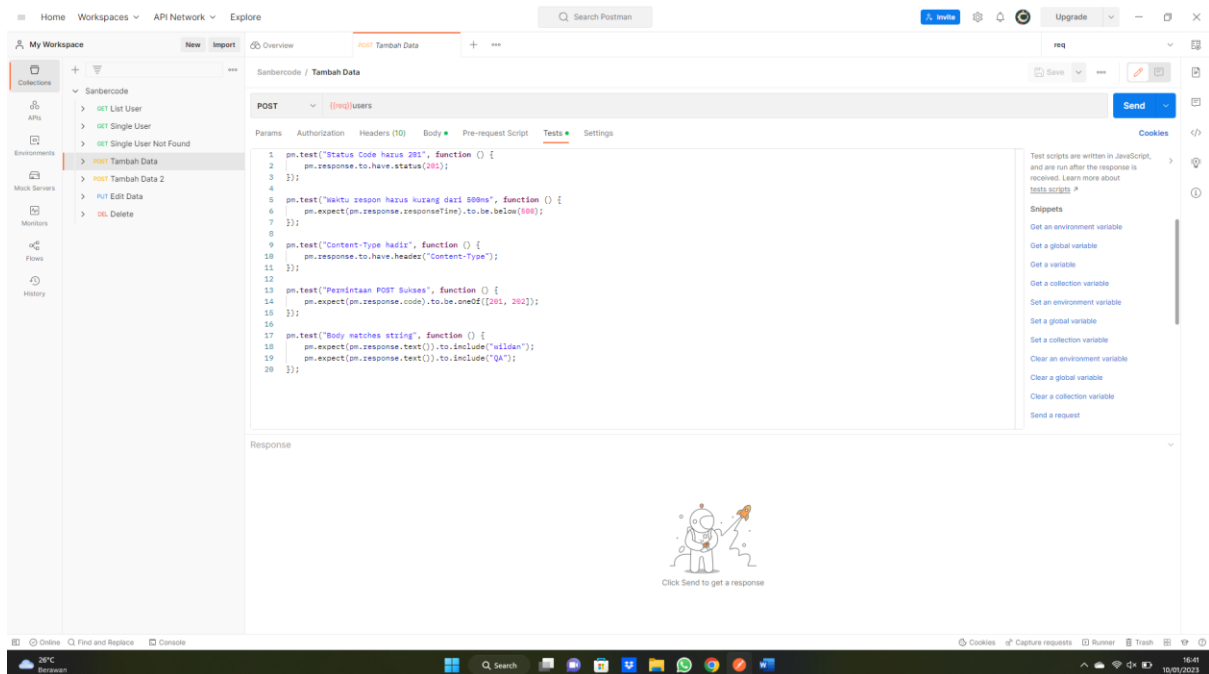 Home Workspaces API Network Explore Search Postman Invite Upgrade
My Workspace New Import Overview POST Tambah Data req
Collections
APIs
Environments
Mock Servers
Monitors
Flows
History
Sanbercode
GET List User
GET Single User
GET Single User Not Found
POST Tambah Data
POST Tambah Data 2
PUT Edit Data
DEL Delete
Sanbercode / Tambah Data Save
POST {{req}}users Send
Params Authorization Headers (10) Body Pre-request Script Tests Settings Cookies
1 pm.test("Status Code harus 201", function () {
2 pm.response.to.have.status(201);
3 });
4
5 pm.test("Waktu respon harus kurang dari 500ms", function () {
6 pm.expect(pm.response.responseTime).to.be.below(500);
7 });
8
9 pm.test("Content-Type hadir", function () {
10 pm.response.to.have.header("Content-Type");
11 });
12
13 pm.test("Permintaan POST Sukses", function () {
14 pm.expect(pm.response.code).to.be.oneOf([201, 202]);
15 });
16
17 pm.test("Body matches string", function () {
18 pm.expect(pm.response.text()).to.include("wildan");
19 pm.expect(pm.response.text()).to.include("QA");
20 });
Test scripts are written in JavaScript,
and are run after the response is
received. Learn more about
tests scripts
Snippets
Get an environment variable
Get a global variable
Get a variable
Get a collection variable
Set an environment variable
Set a global variable
Set a collection variable
Clear an environment variable
Clear a global variable
Clear a collection variable
Send a request
Response
Click Send to get a response
Online Find and Replace Console Cookies Capture requests Runner Trash
26°C
Berawan
Search
16:41
10/01/2023